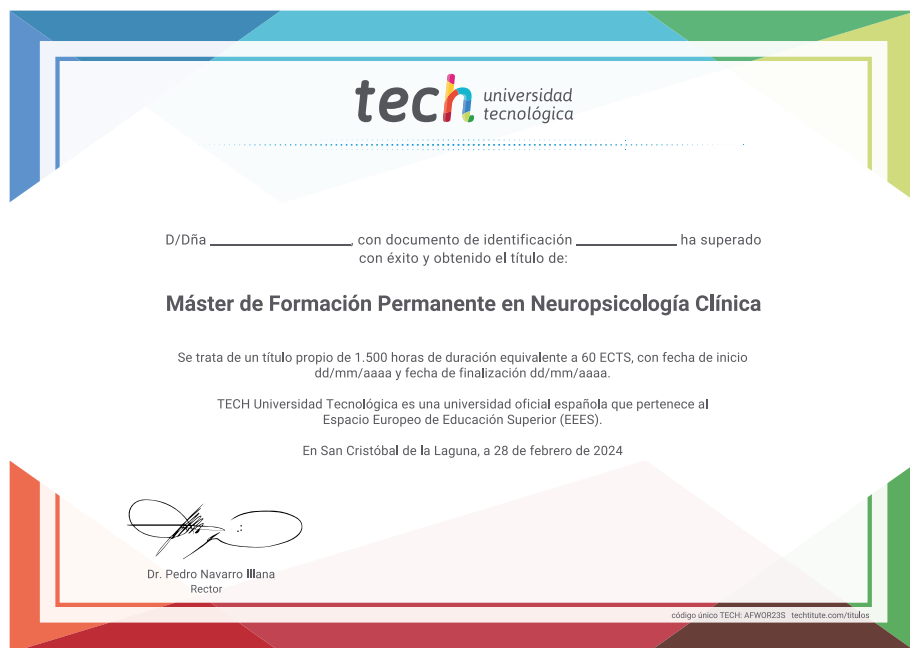 tech universidad
tecnológica
D/Dña ______________, con documento de identificación __________ ha superado
con éxito y obtenido el título de:
Máster de Formación Permanente en Neuropsicología Clínica
Se trata de un título propio de 1.500 horas de duración equivalente a 60 ECTS, con fecha de inicio
dd/mm/aaaa y fecha de finalización dd/mm/aaaa.
TECH Universidad Tecnológica es una universidad oficial española que pertenece al
Espacio Europeo de Educación Superior (EEES).
En San Cristóbal de la Laguna, a 28 de febrero de 2024
Dr. Pedro Navarro Illana
Rector
código único TECH: AFWOR23S techtitute.com/titulos